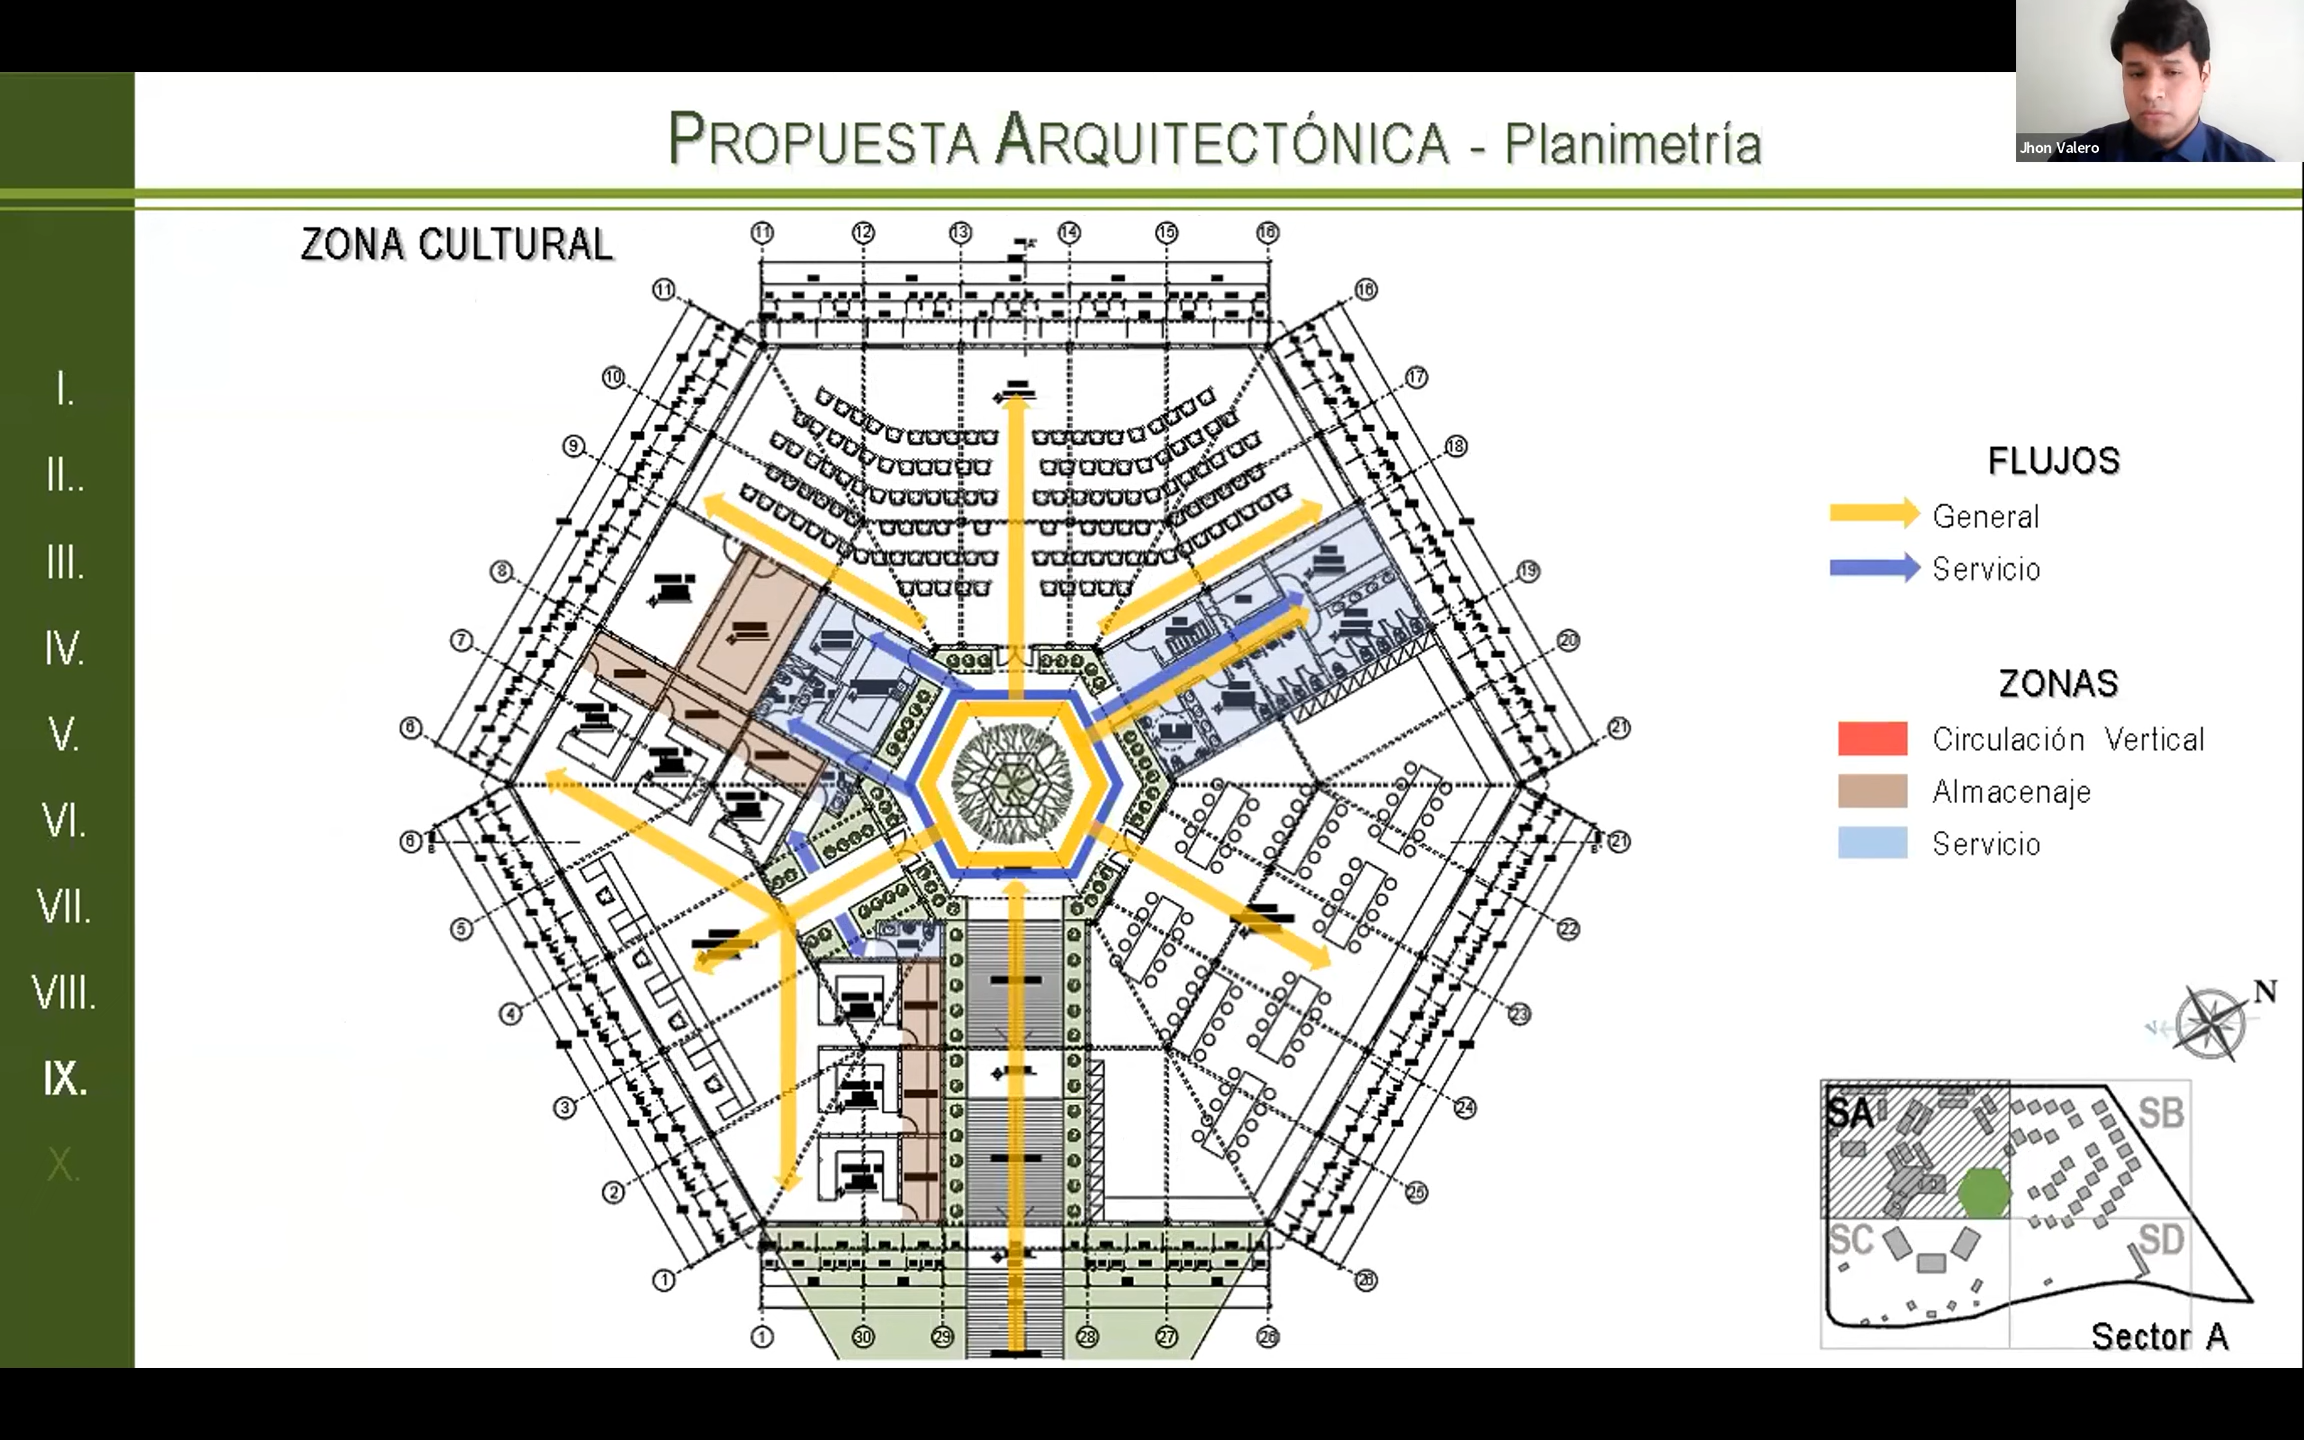 Jhon Valero
PROPUESTA ARQUITECTÓNICA - Planimetría
ZONA CULTURAL
I.
II..
III.
IV.
V.
VI.
VII.
VIII.
IX.
X.
11 12 13 14 15 16
11
10
9
8
7
6
6
5
4
3
2
1
16
17
18
19
20
21
21
22
23
24
25
26
1 30 29 28 27 26
FLUJOS
General
Servicio
ZONAS
Circulación Vertical
Almacenaje
Servicio
N
SA
SB
SC
SD
Sector A